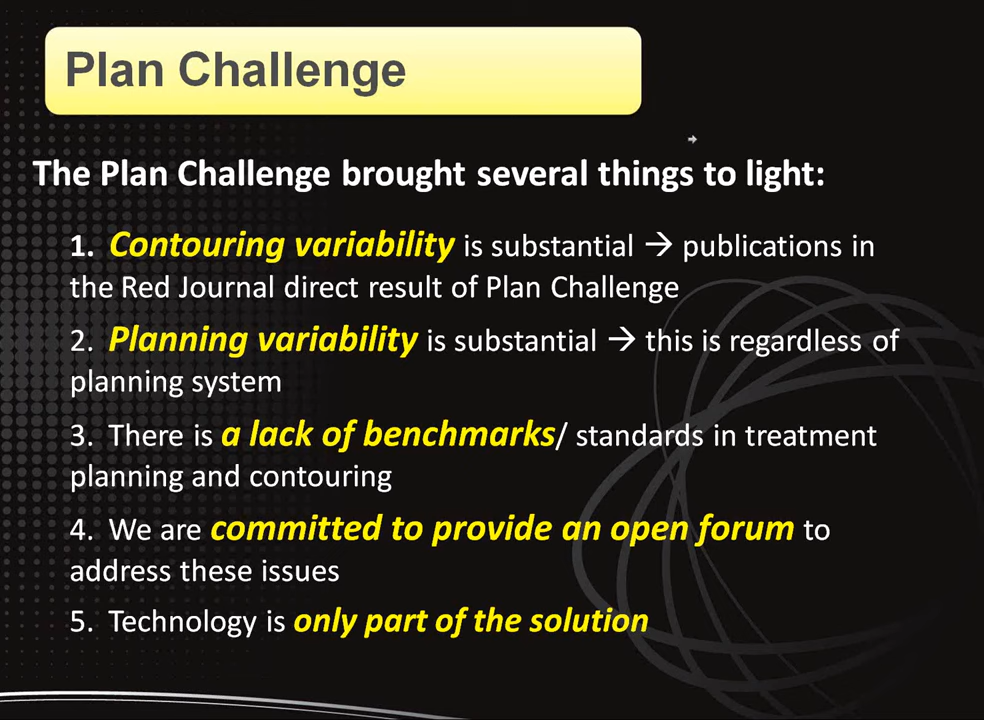 Plan Challenge
The Plan Challenge brought several things to light:
1. Contouring variability is substantial → publications in
the Red Journal direct result of Plan Challenge
2. Planning variability is substantial → this is regardless of
planning system
3. There is a lack of benchmarks/ standards in treatment
planning and contouring
4. We are committed to provide an open forum to
address these issues
5. Technology is only part of the solution